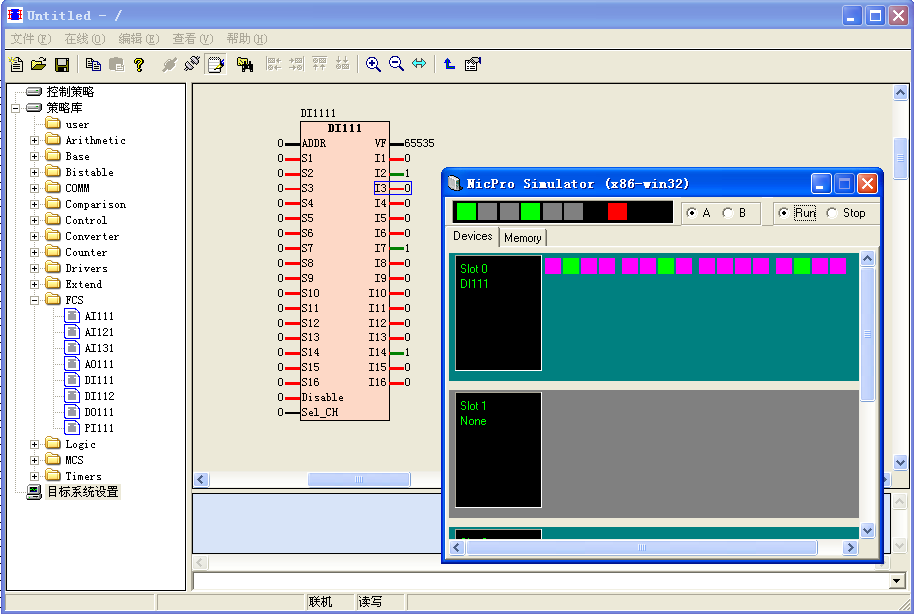 Untitled - /
文件(F) 在线(Q) 编辑(E) 查看(V) 帮助(H)
控制策略
策略库
user
Arithmetic
Base
Bistable
COMM
Comparison
Control
Converter
Counter
Drivers
Extend
FCS
AI111
AI121
AI131
AO111
DI111
DI112
DO111
PI111
Logic
MCS
Timers
目标系统设置
DI1111
DI111
0 ADDR VF 65535
0 S1 I1 0
0 S2 I2 1
0 S3 I3 0
0 S4 I4 0
0 S5 I5 0
0 S6 I6 0
0 S7 I7 1
0 S8 I8 0
0 S9 I9 0
0 S10 I10 0
0 S11 I11 0
0 S12 I12 0
0 S13 I13 0
0 S14 I14 1
0 S15 I15 0
0 S16 I16 0
0 Disable
0 Sel_CH
NicPro Simulator (x86-win32)
A B Run Stop
Devices Memory
Slot 0
DI111
Slot 1
None
联机 读写